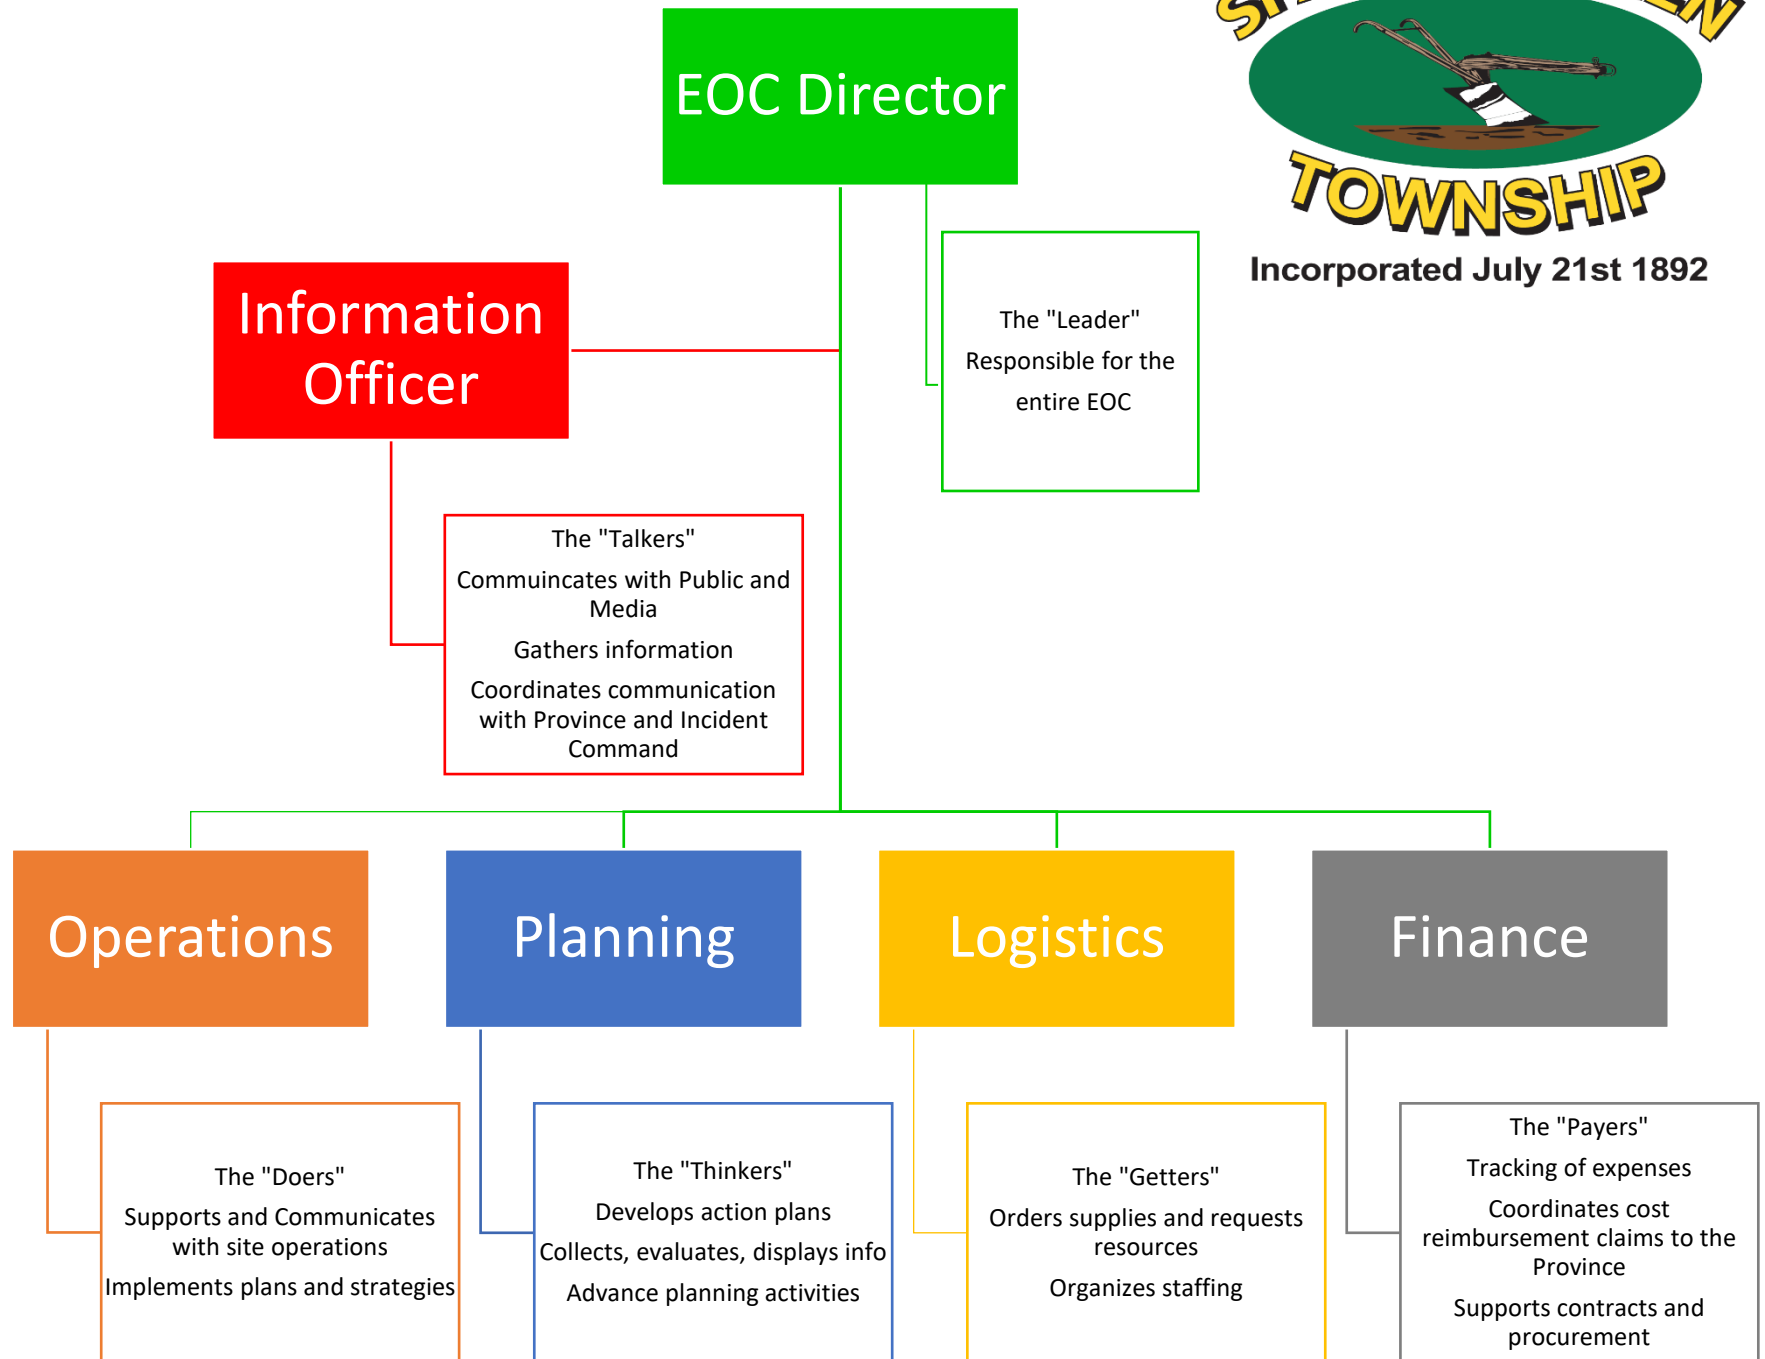 EOC Director
TOWNSHIP
Incorporated July 21st 1892
Information
Officer
The "Leader"
Responsible for the
entire EOC
The "Talkers"
Commuincates with Public and
Media
Gathers information
Coordinates communication
with Province and Incident
Command
Operations
Planning
Logistics
Finance
The "Doers"
Supports and Communicates
with site operations
Implements plans and strategies
The "Thinkers"
Develops action plans
Collects, evaluates, displays info
Advance planning activities
The "Getters"
Orders supplies and requests
resources
Organizes staffing
The "Payers"
Tracking of expenses
Coordinates cost
reimbursement claims to the
Province
Supports contracts and
procurement